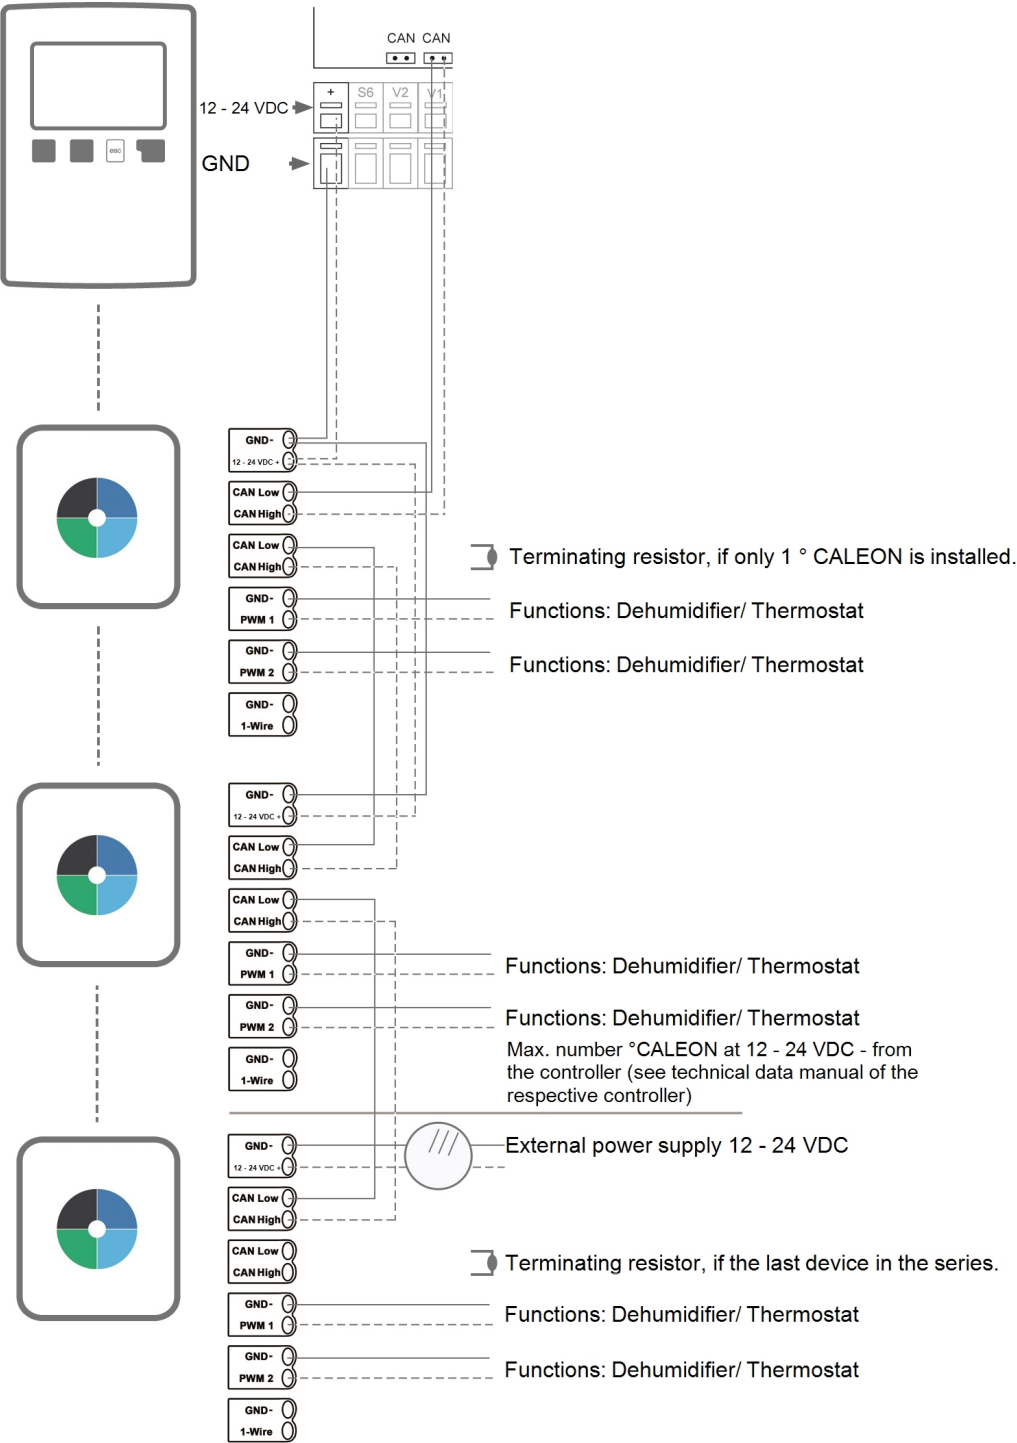 CAN CAN
+ S6 V2 V1
12 - 24 VDC
esc
GND
GND-
12 - 24 VDC +
CAN Low
CAN High
CAN Low
CAN High
Terminating resistor, if only 1 ° CALEON is installed.
GND-
PWM 1
Functions: Dehumidifier/ Thermostat
GND-
PWM 2
Functions: Dehumidifier/ Thermostat
GND-
1-Wire
GND-
12 - 24 VDC +
CAN Low
CAN High
CAN Low
CAN High
GND-
PWM 1
Functions: Dehumidifier/ Thermostat
GND-
PWM 2
Functions: Dehumidifier/ Thermostat
Max. number °CALEON at 12 - 24 VDC - from
the controller (see technical data manual of the
respective controller)
GND-
1-Wire
GND-
12 - 24 VDC +
External power supply 12 - 24 VDC
CAN Low
CAN High
CAN Low
CAN High
Terminating resistor, if the last device in the series.
GND-
PWM 1
Functions: Dehumidifier/ Thermostat
GND-
PWM 2
Functions: Dehumidifier/ Thermostat
GND-
1-Wire